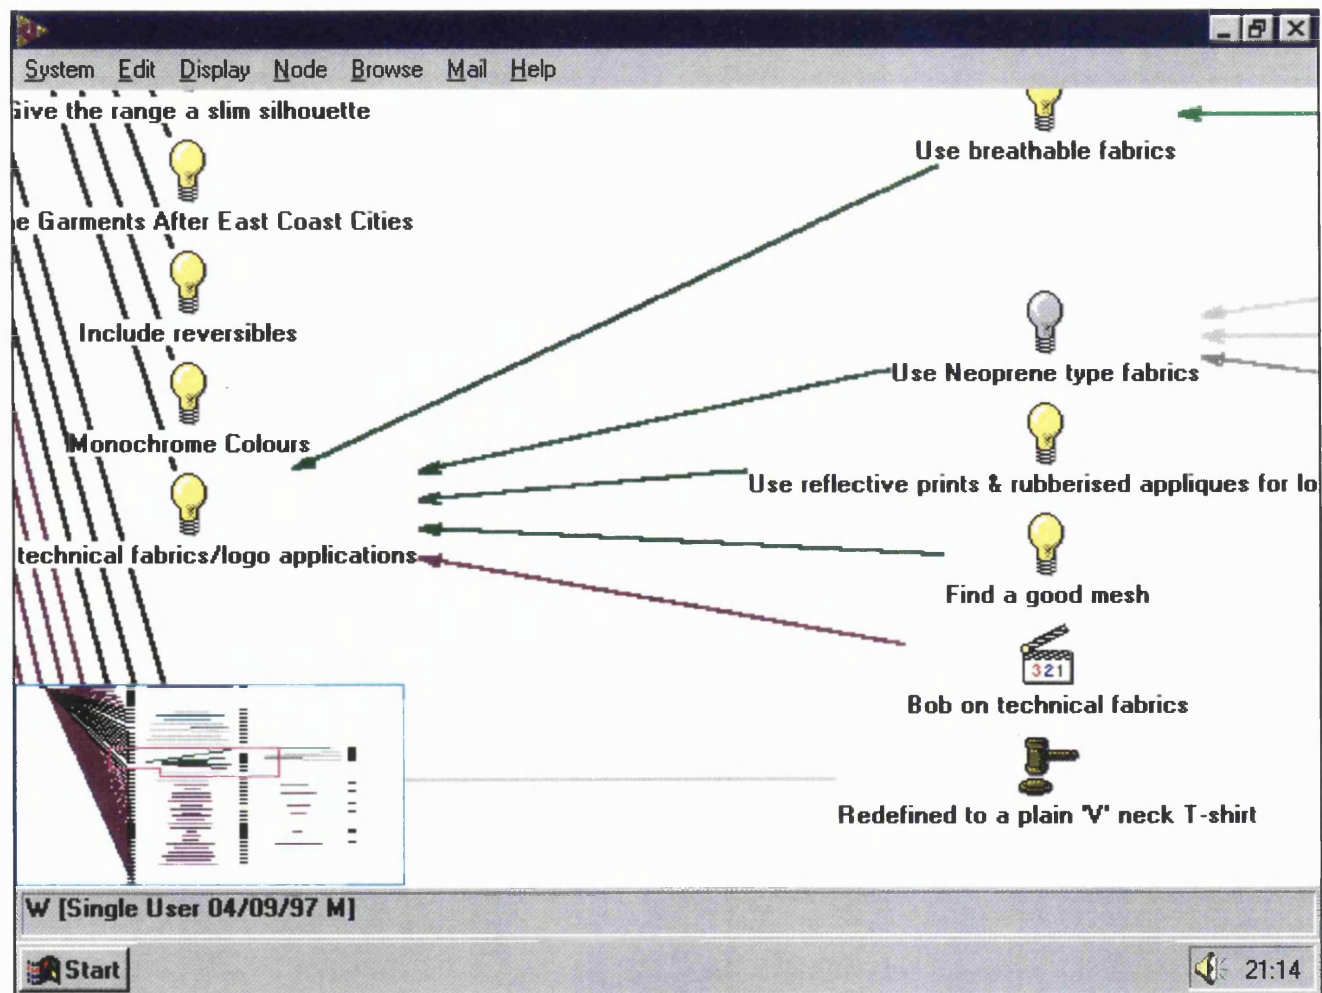 System Edit Display Node Browse Mail Help
Give the range a slim silhouette
Use breathable fabrics
e Garments After East Coast Cities
Include reversibles
Use Neoprene type fabrics
Monochrome Colours
Use reflective prints & rubberised appliques for lo
technical fabrics/logo applications
Find a good mesh
321
Bob on technical fabrics
Redefined to a plain 'V' neck T-shirt
W [Single User 04/09/97 M]
Start 21:14